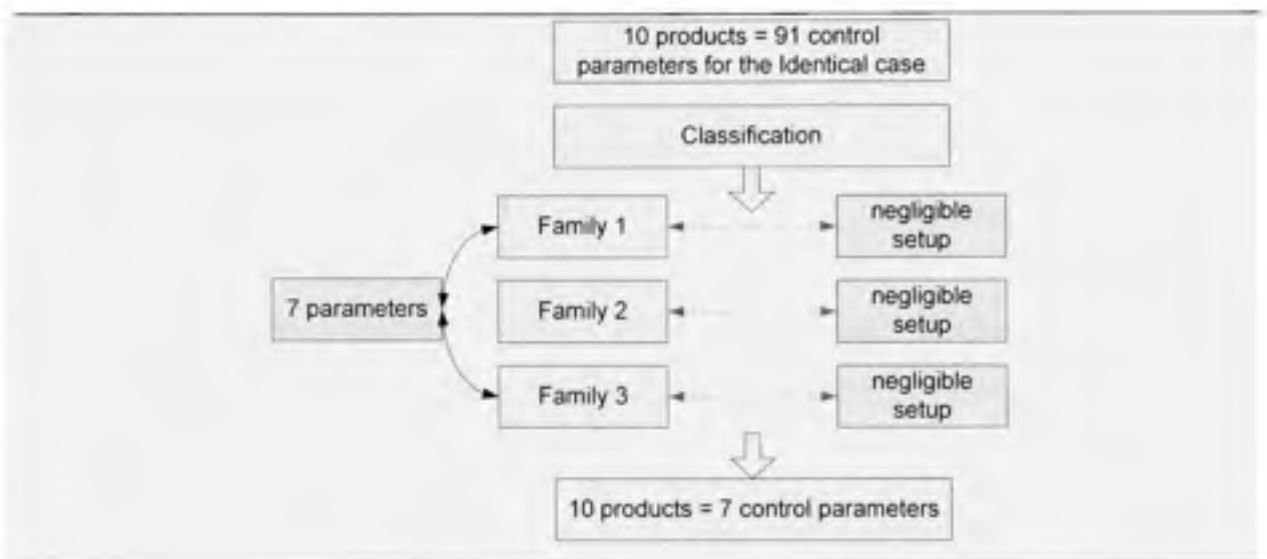 10 products = 91 control
parameters for the Identical case
Classification
Family 1
negligible
setup
7 parameters
Family 2
negligible
setup
Family 3
negligible
setup
10 products = 7 control parameters